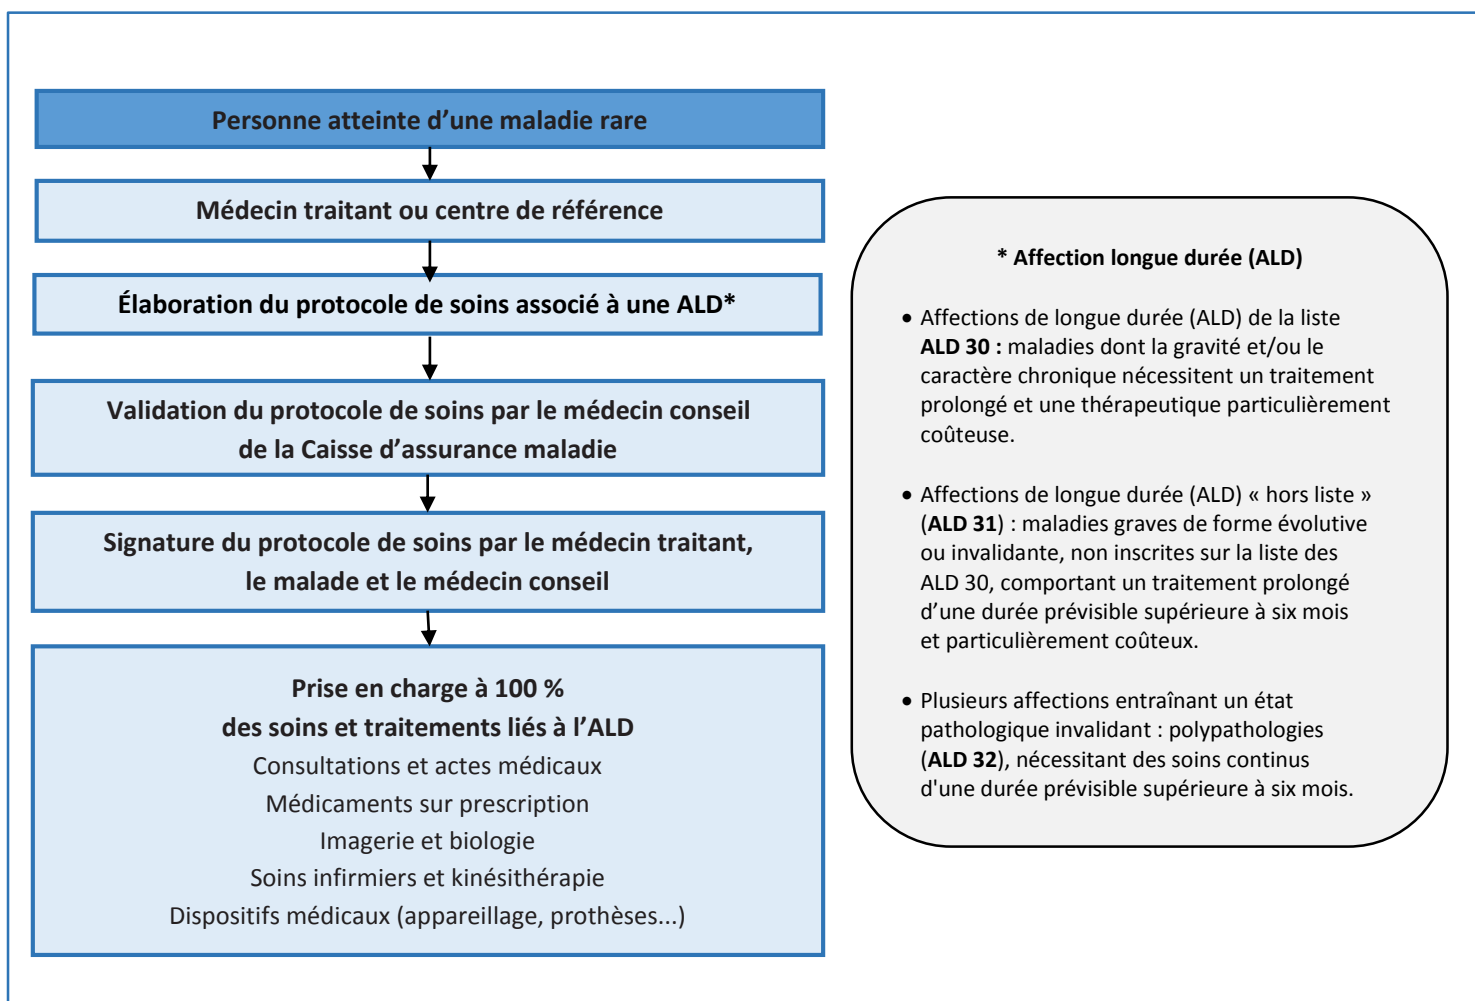 Personne atteinte d’une maladie rare
Médecin traitant ou centre de référence
Élaboration du protocole de soins associé à une ALD*
Validation du protocole de soins par le médecin conseil
de la Caisse d’assurance maladie
Signature du protocole de soins par le médecin traitant,
le malade et le médecin conseil
Prise en charge à 100 %
des soins et traitements liés à l’ALD
Consultations et actes médicaux
Médicaments sur prescription
Imagerie et biologie
Soins infirmiers et kinésithérapie
Dispositifs médicaux (appareillage, prothèses...)
* Affection longue durée (ALD)
• Affections de longue durée (ALD) de la liste
ALD 30 : maladies dont la gravité et/ou le
caractère chronique nécessitent un traitement
prolongé et une thérapeutique particulièrement
coûteuse.
• Affections de longue durée (ALD) « hors liste »
(ALD 31) : maladies graves de forme évolutive
ou invalidante, non inscrites sur la liste des
ALD 30, comportant un traitement prolongé
d’une durée prévisible supérieure à six mois
et particulièrement coûteux.
• Plusieurs affections entraînant un état
pathologique invalidant : polypathologies
(ALD 32), nécessitant des soins continus
d'une durée prévisible supérieure à six mois.